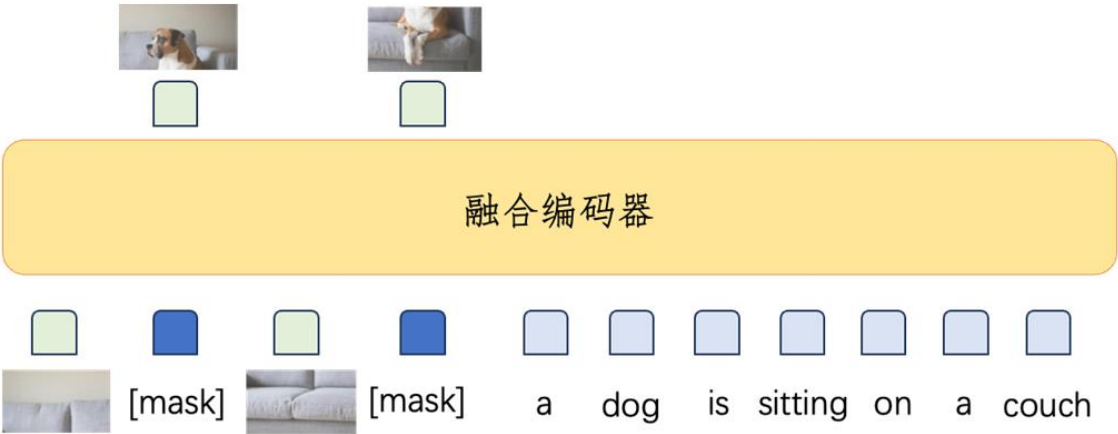 融合编码器
[mask] [mask] a dog is sitting on a couch